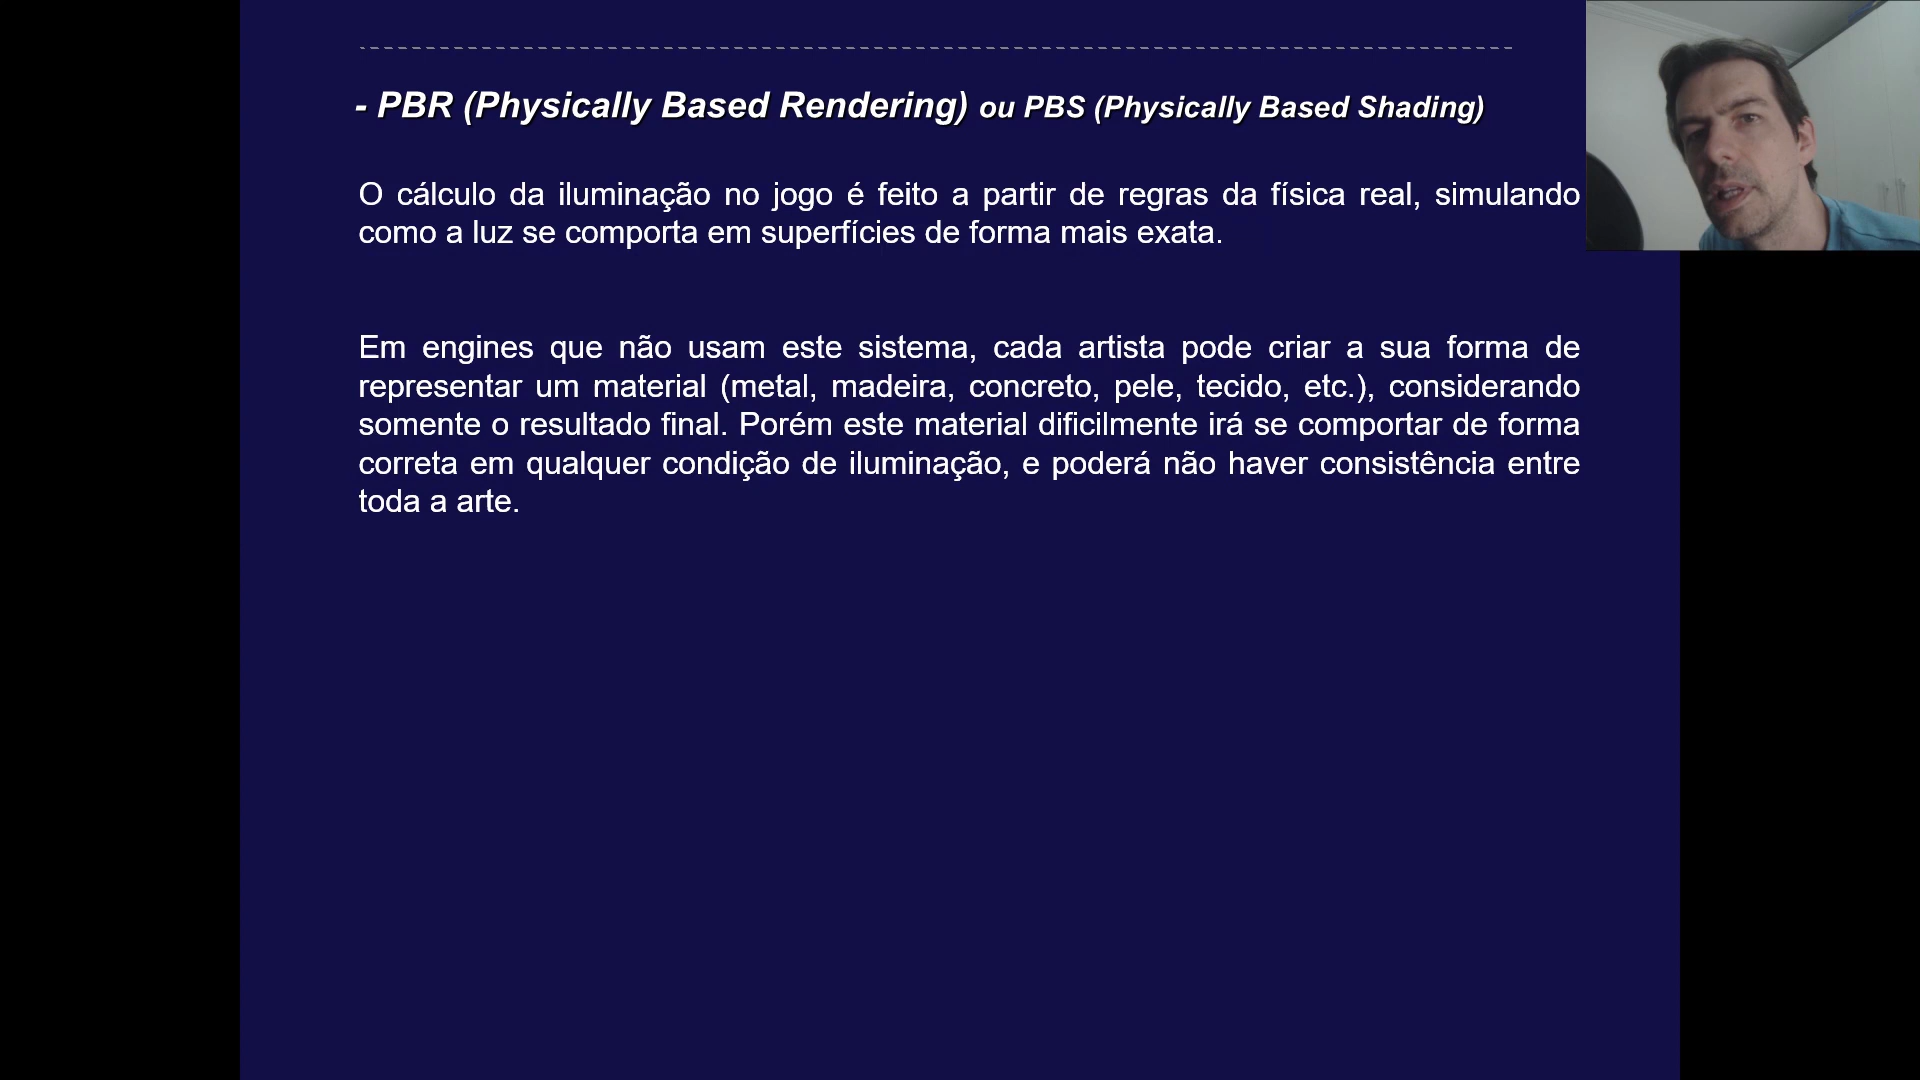 - PBR (Physically Based Rendering) ou PBS (Physically Based Shading)
O cálculo da iluminação no jogo é feito a partir de regras da física real, simulando
como a luz se comporta em superfícies de forma mais exata.
Em engines que não usam este sistema, cada artista pode criar a sua forma de
representar um material (metal, madeira, concreto, pele, tecido, etc.), considerando
somente o resultado final. Porém este material dificilmente irá se comportar de forma
correta em qualquer condição de iluminação, e poderá não haver consistência entre
toda a arte.